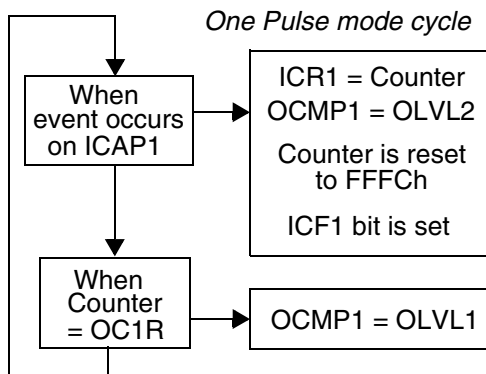 One Pulse mode cycle
When
event occurs
on ICAP1
ICR1 = Counter
OCMP1 = OLVL2
Counter is reset
to FFFCh
ICF1 bit is set
When
Counter
= OC1R
OCMP1 = OLVL1